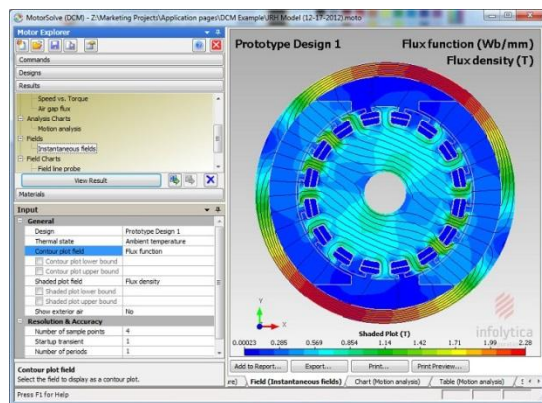 MotorSolve (DCM) - Z:\Marketing Projects\Application pages\DCM Example\JRH Model (12-17-2012).moto
Motor Explorer
Commands
Designs
Results
Speed vs. Torque
Air gap flux
Analysis Charts
Motion analysis
Fields
Instantaneous fields
Field Charts
Field line probe
View Result
Materials
Input
General
Design Prototype Design 1
Thermal state Ambient temperature
Contour plot field Flux function
Contour plot lower bound
Contour plot upper bound
Shaded plot field Flux density
Shaded plot lower bound
Shaded plot upper bound
Show exterior air No
Resolution & Accuracy
Number of sample points 4
Startup transient 1
Number of periods 1
Contour plot field
Select the field to display as a contour plot.
Press F1 for Help
Prototype Design 1
Flux function (Wb/mm)
Flux density (T)
Y
X
infolytica
Shaded Plot (T)
0.00023 0.285 0.569 0.854 1.14 1.42 1.71 1.99 2.28
Add to Report... Export... Print... Print Preview...
Field (Instantaneous fields) Chart (Motion analysis) Table (Motion analysis)